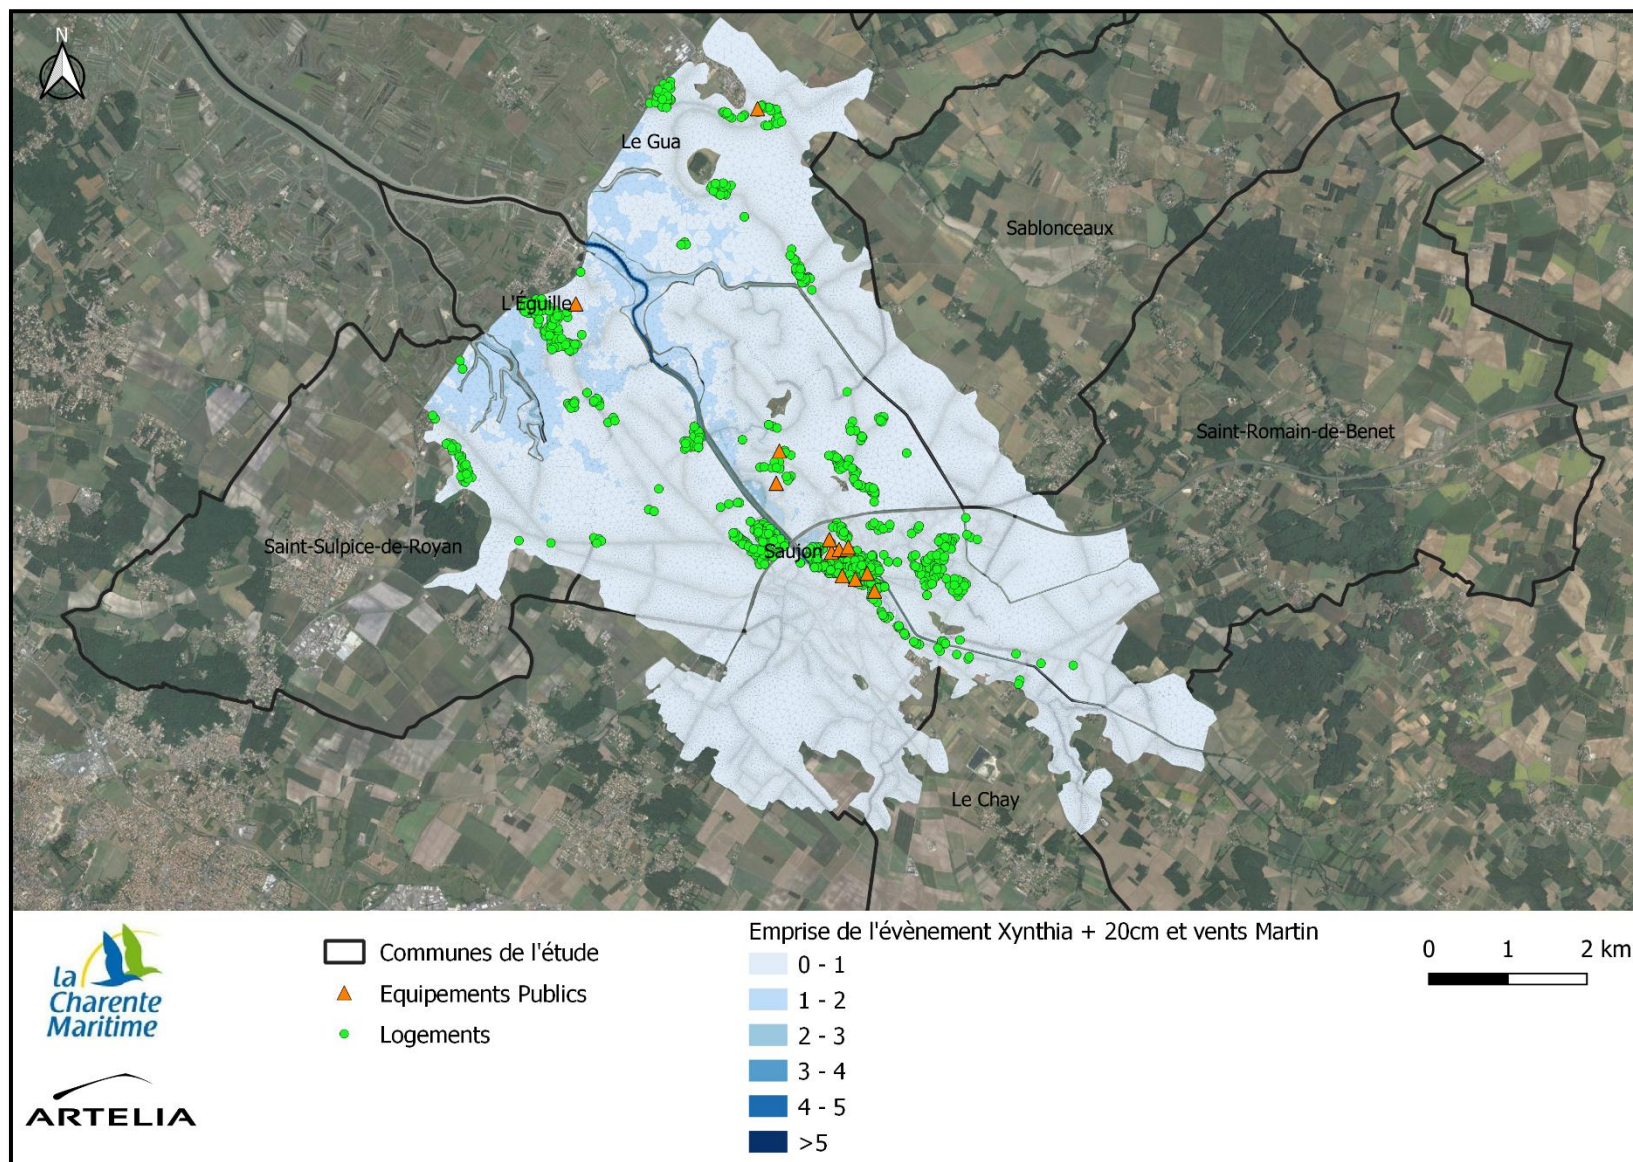 N
Le Gua
Sablonceaux
L'Éguille
Saint-Romain-de-Benet
Saint-Sulpice-de-Royan
Saujon
Le Chay
la
Charente
Maritime
ARTELIA
Communes de l'étude
Equipements Publics
Logements
Emprise de l'évènement Xynthia + 20cm et vents Martin
0 - 1
1 - 2
2 - 3
3 - 4
4 - 5
>5
0 1 2 km